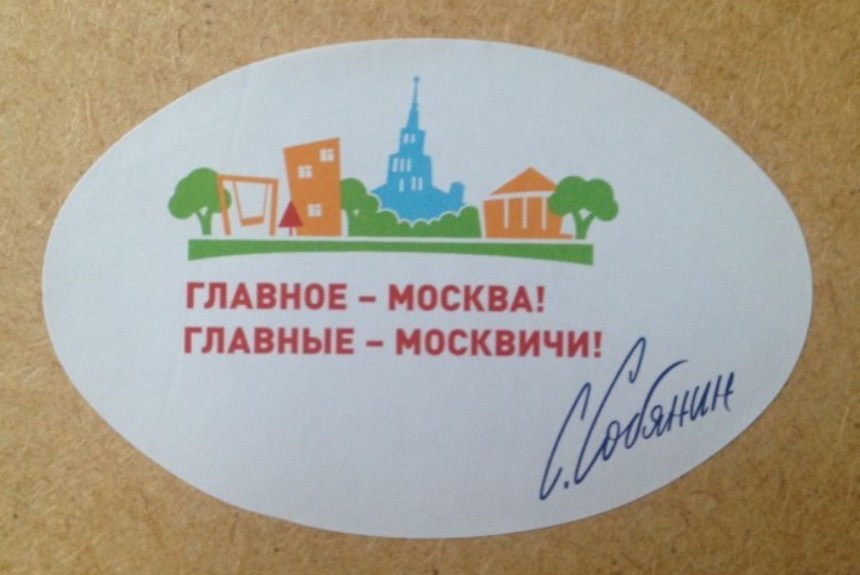 ГЛАВНОЕ – МОСКВА!
ГЛАВНЫЕ – МОСКВИЧИ!
С. Собянин